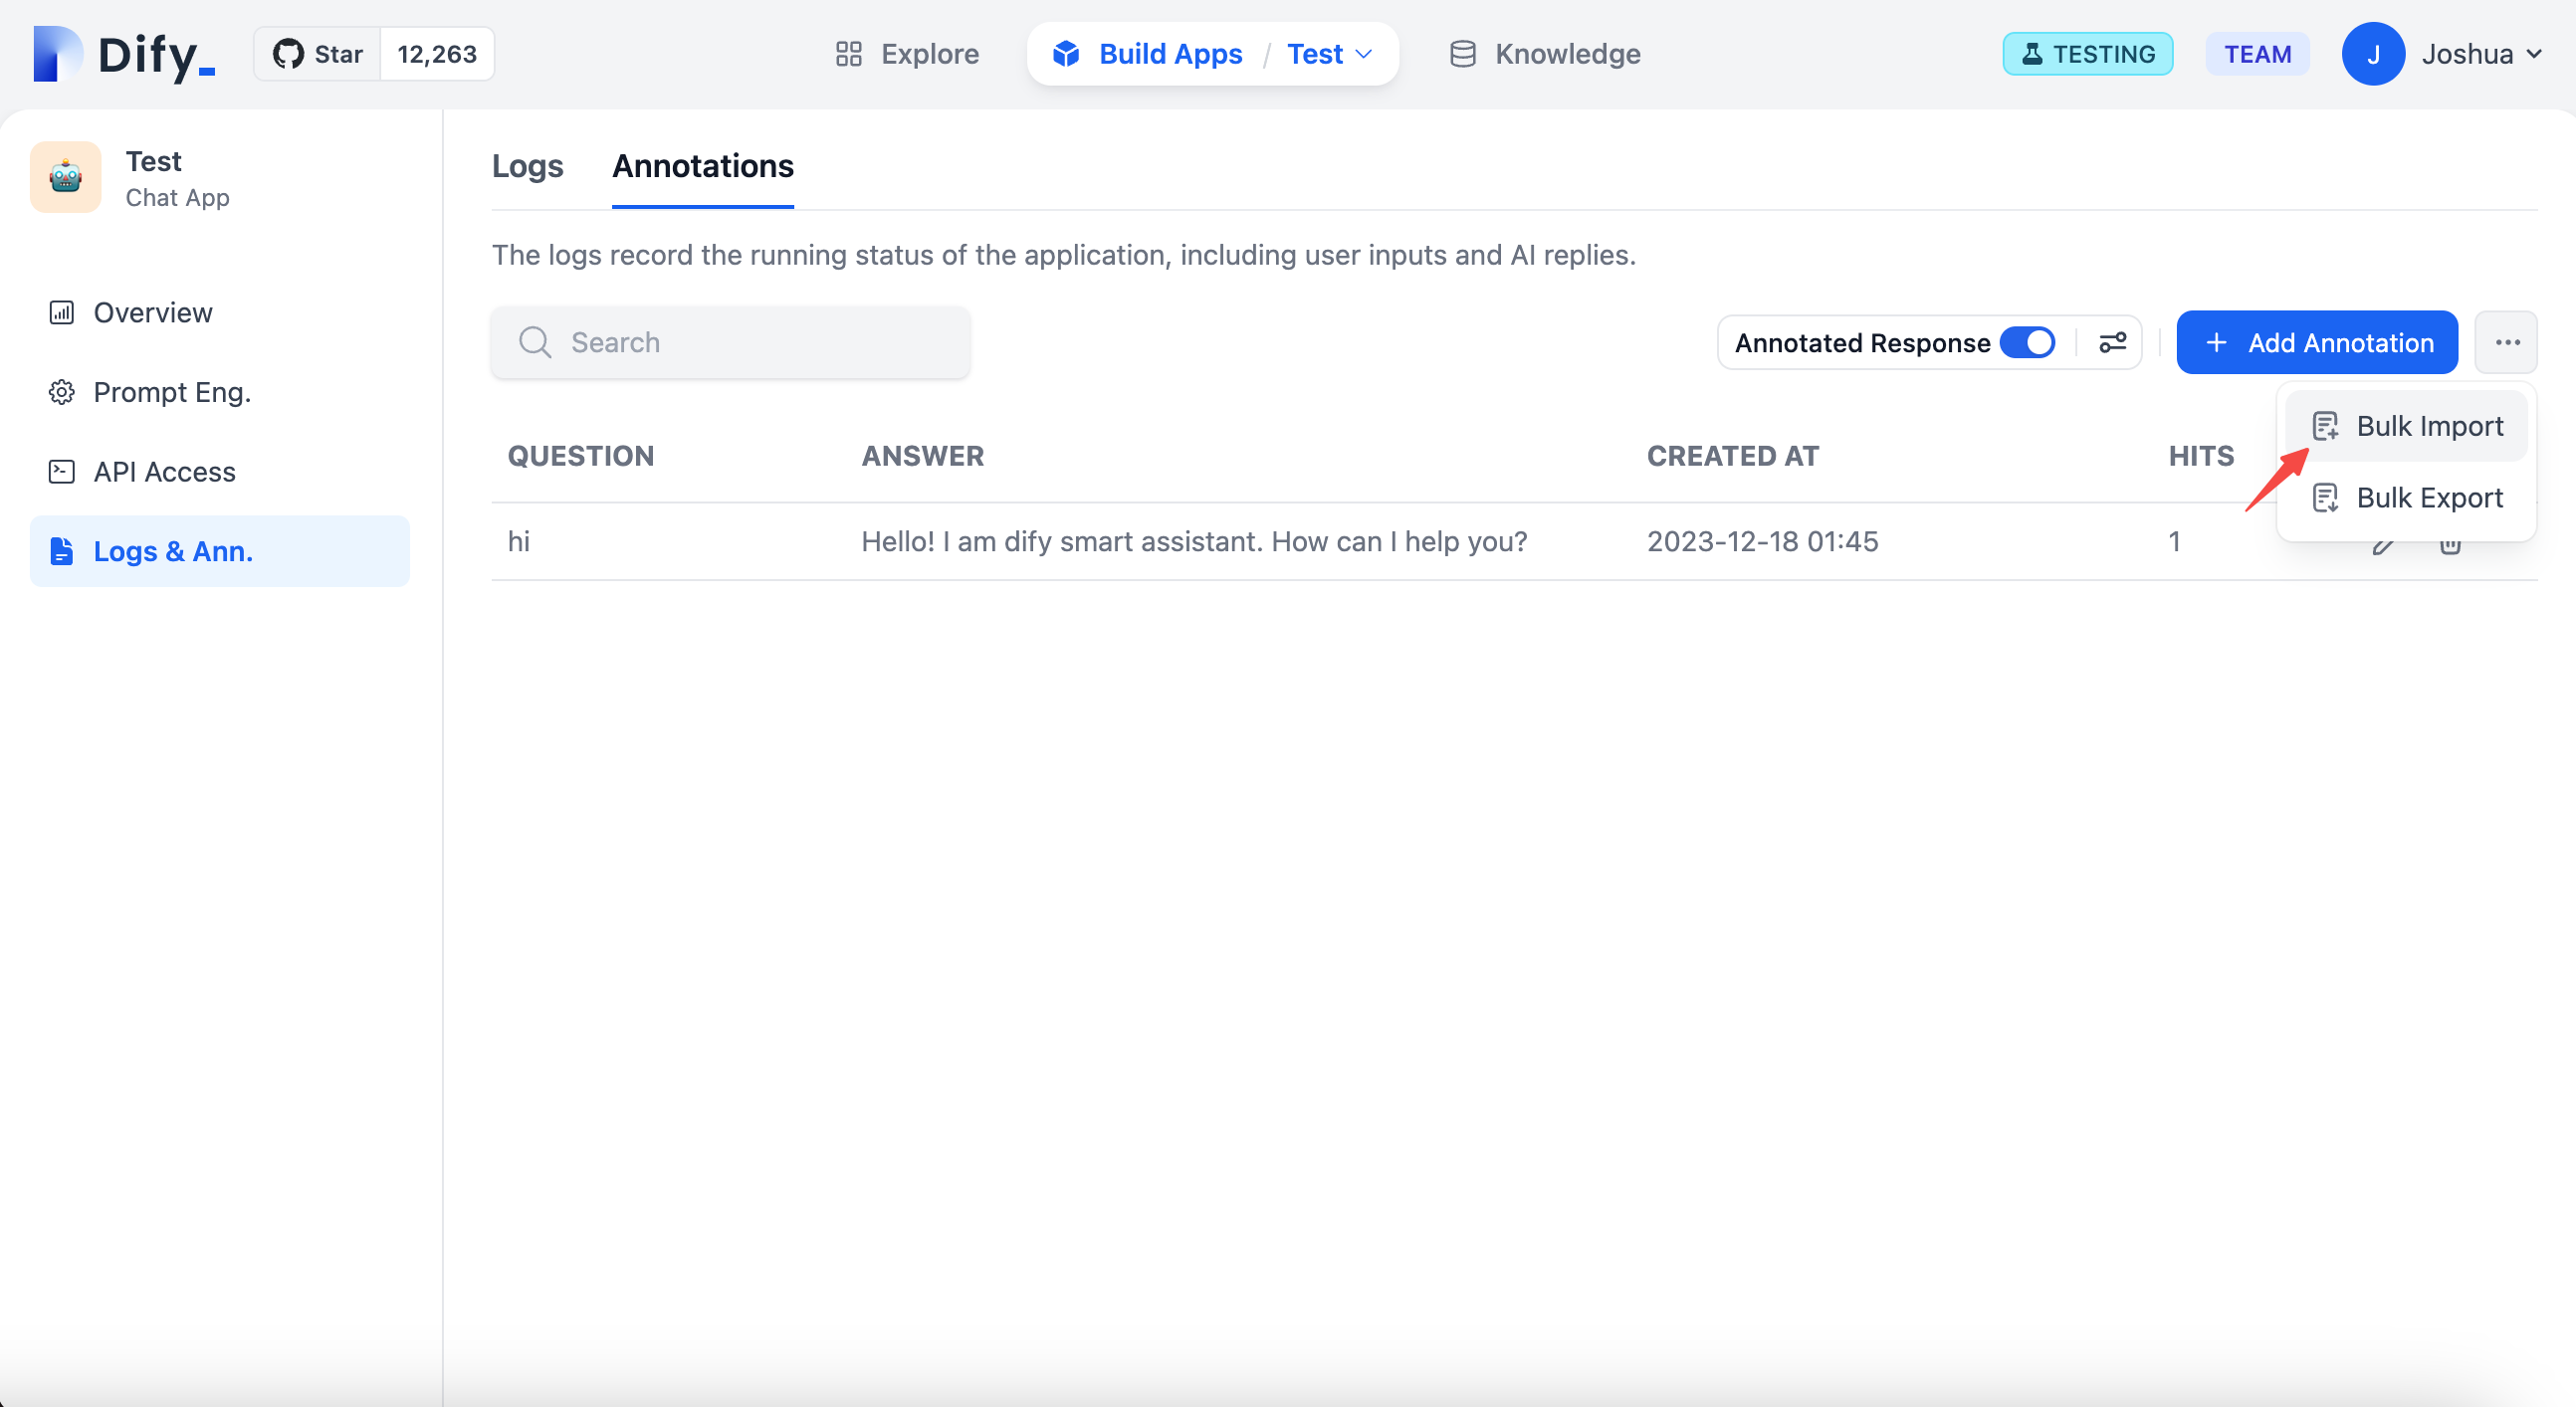 Dify_
Star 12,263
Explore
Build Apps / Test
Knowledge
TESTING
TEAM
J
Joshua
Test
Chat App
Overview
Prompt Eng.
API Access
Logs & Ann.
Logs Annotations
The logs record the running status of the application, including user inputs and AI replies.
Search
Annotated Response
+ Add Annotation
Bulk Import
Bulk Export
QUESTION ANSWER CREATED AT HITS
hi Hello! I am dify smart assistant. How can I help you? 2023-12-18 01:45 1